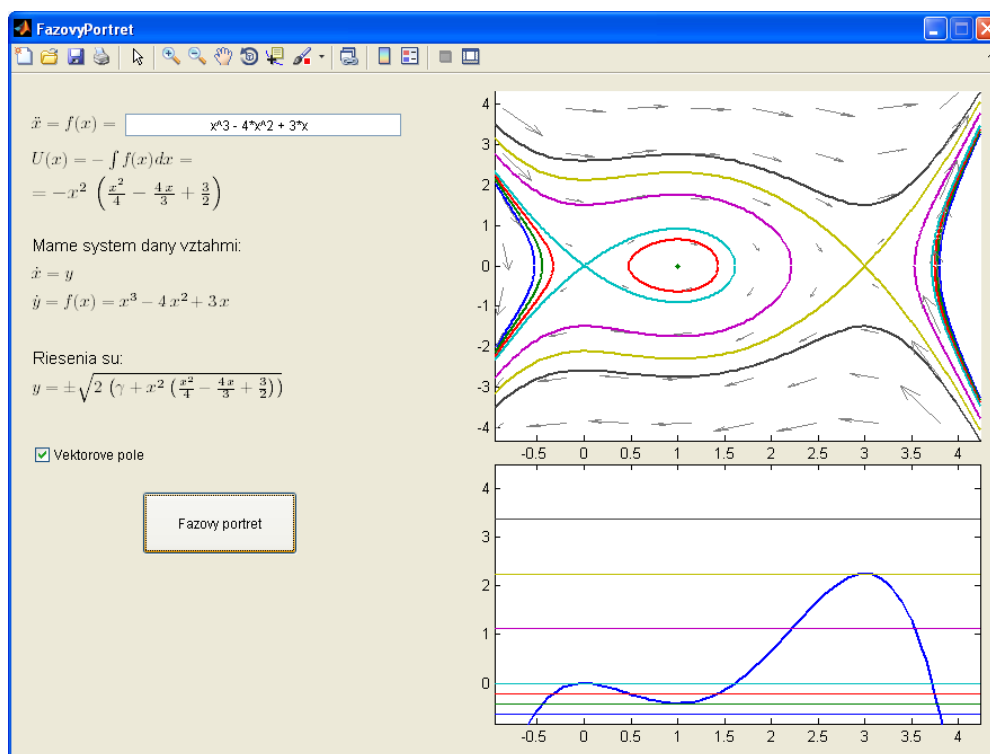 FazovyPortret
ẍ = f(x) = x^3 - 4*x^2 + 3*x
U(x) = − ∫ f(x)dx =
= −x² (x²/4 − 4 x/3 + 3/2)
Mame system dany vztahmi:
ẋ = y
ẏ = f(x) = x³ − 4 x² + 3 x
Riesenia su:
y = ±√(2 (γ + x² (x²/4 − 4x/3 + 3/2)))
Vektorove pole
Fazovy portret
4
3
2
1
0
-1
-2
-3
-4
-0.5 0 0.5 1 1.5 2 2.5 3 3.5 4
4
3
2
1
0
-0.5 0 0.5 1 1.5 2 2.5 3 3.5 4